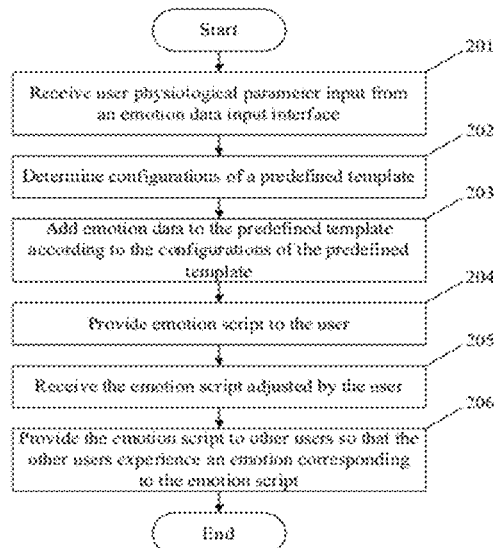 Start
201
Receive user physiological parameter input from
an emotion data input interface
202
Determine configurations of a predefined template
203
Add emotion data to the predefined template
according to the configurations of the predefined
template
204
Provide emotion script to the user
205
Receive the emotion script adjusted by the user
206
Provide the emotion script to other users so that the
other users experience an emotion corresponding
to the emotion script
End